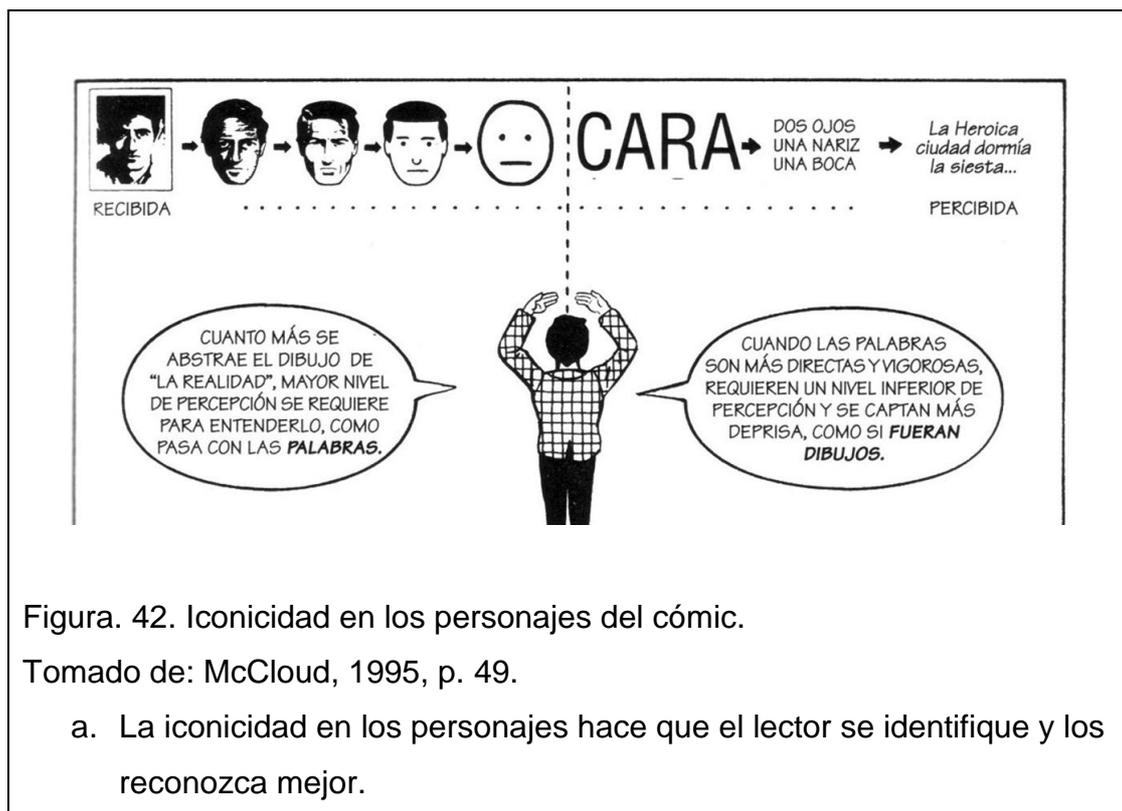 CARA
DOS OJOS
UNA NARIZ
UNA BOCA
La Heroica
ciudad dormía
la siesta...
RECIBIDA
PERCIBIDA
CUANTO MÁS SE
ABSTRAE EL DIBUJO DE
"LA REALIDAD", MAYOR NIVEL
DE PERCEPCIÓN SE REQUIERE
PARA ENTENDERLO, COMO
PASA CON LAS PALABRAS.
CUANDO LAS PALABRAS
SON MÁS DIRECTAS Y VIGOROSAS,
REQUIEREN UN NIVEL INFERIOR DE
PERCEPCIÓN Y SE CAPTAN MÁS
DEPRISA, COMO SI FUERAN
DIBUJOS.
Figura. 42. Iconicidad en los personajes del cómic.
Tomado de: McCloud, 1995, p. 49.
a. La iconicidad en los personajes hace que el lector se identifique y los
reconozca mejor.